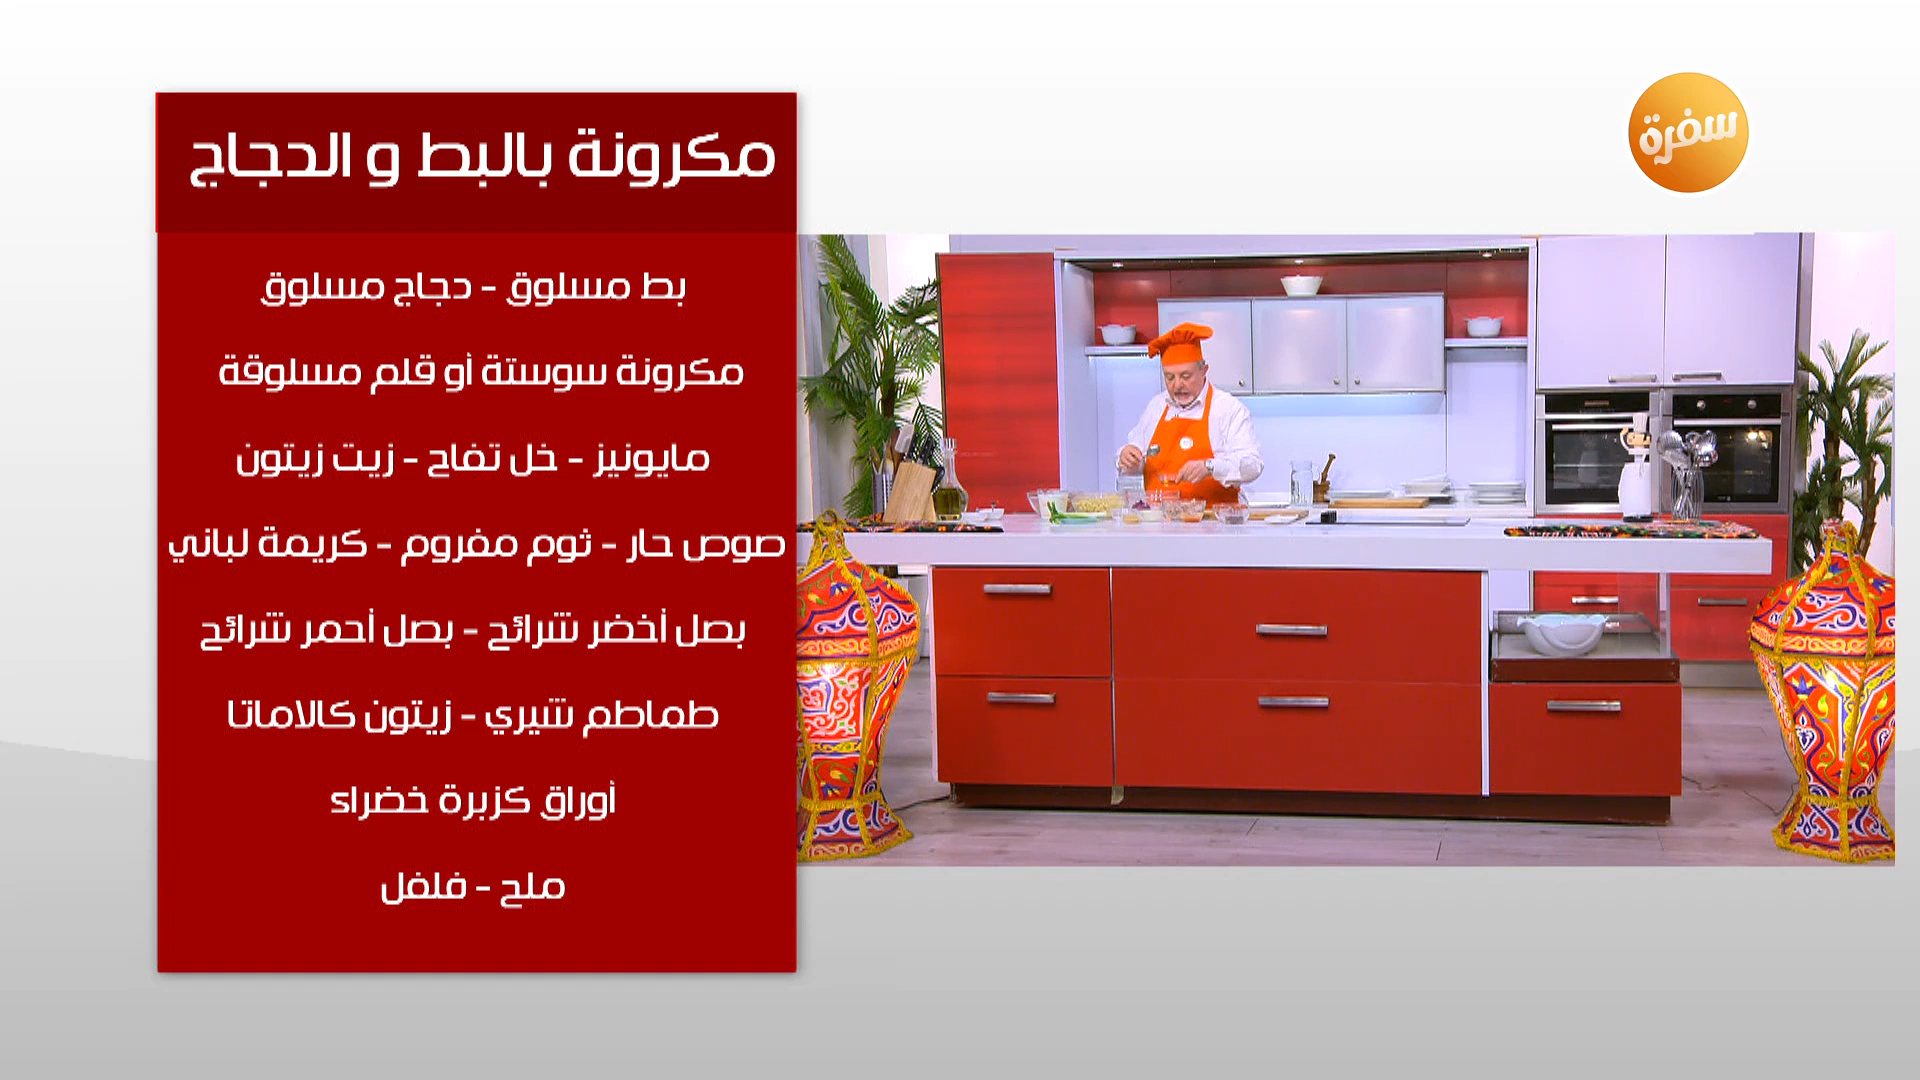 سفرة
مكرونة بالبط و الدجاج
بط مسلوق - دجاج مسلوق
مكرونة سوستة أو قلم مسلوقة
مايونيز - خل تفاح - زيت زيتون
صوص حار - ثوم مفروم - كريمة لباني
بصل أخضر شرائح - بصل أحمر شرائح
طماطم شيري - زيتون كالاماتا
أوراق كزبرة خضراء
ملح - فلفل